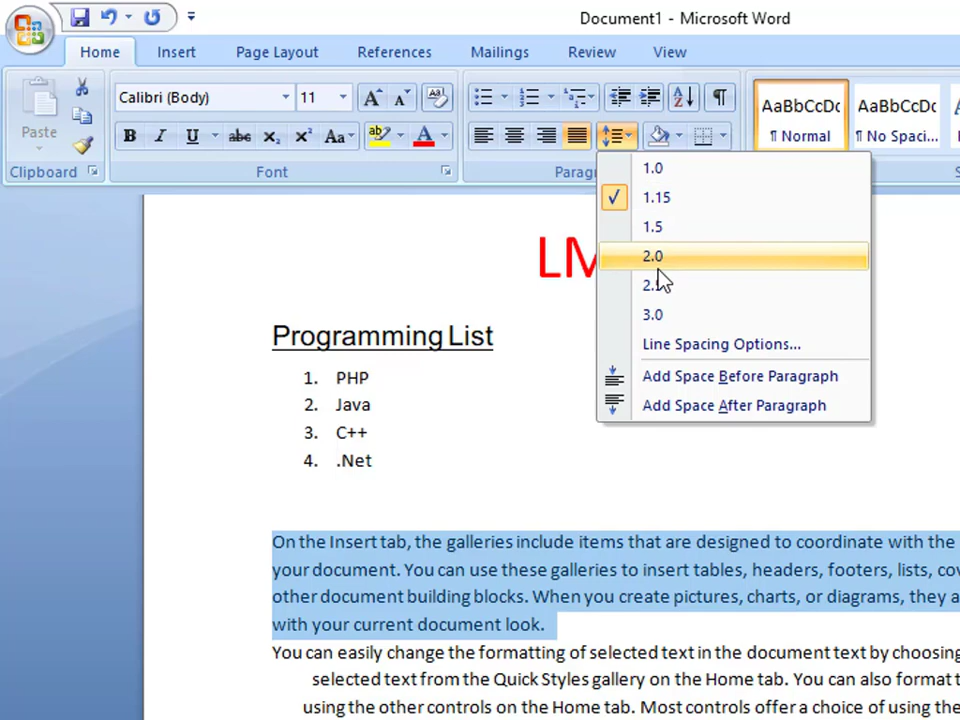 Document1 - Microsoft Word
Home Insert Page Layout References Mailings Review View
Calibri (Body) 11
Paste
B I U abc X₂ X² Aa ab A
Clipboard Font
AaBbCcDc AaBbCcDc
¶ Normal ¶ No Spaci...
1.0
1.15
1.5
2.0
3.0
Line Spacing Options...
Add Space Before Paragraph
Add Space After Paragraph
Programming List
1. PHP
2. Java
3. C++
4. .Net
On the Insert tab, the galleries include items that are designed to coordinate with the
your document. You can use these galleries to insert tables, headers, footers, lists,
other document building blocks. When you create pictures, charts, or diagrams, they
with your current document look.
You can easily change the formatting of selected text in the document text by choosing
selected text from the Quick Styles gallery on the Home tab. You can also format
using the other controls on the Home tab. Most controls offer a choice of using the